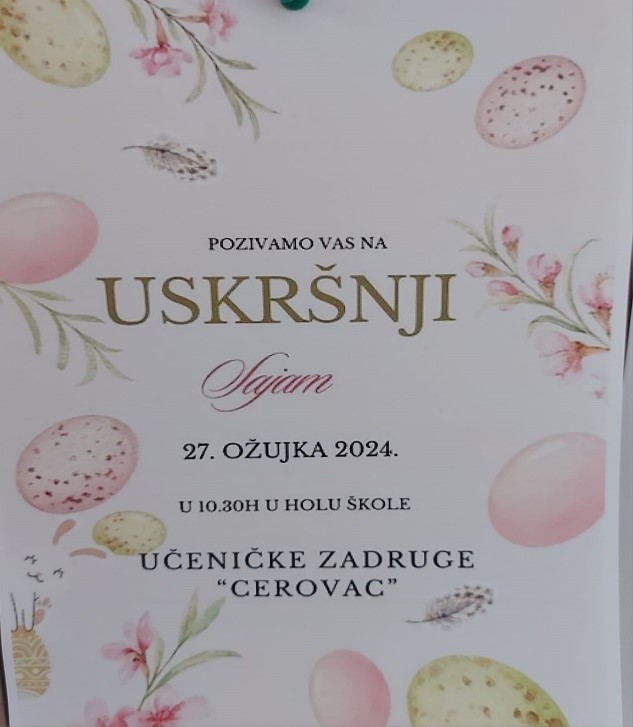 POZIVAMO VAS NA
USKRŠNJI
Sajam
27. OŽUJKA 2024.
U 10.30H U HOLU ŠKOLE
UČENIČKE ZADRUGE
“CEROVAC”